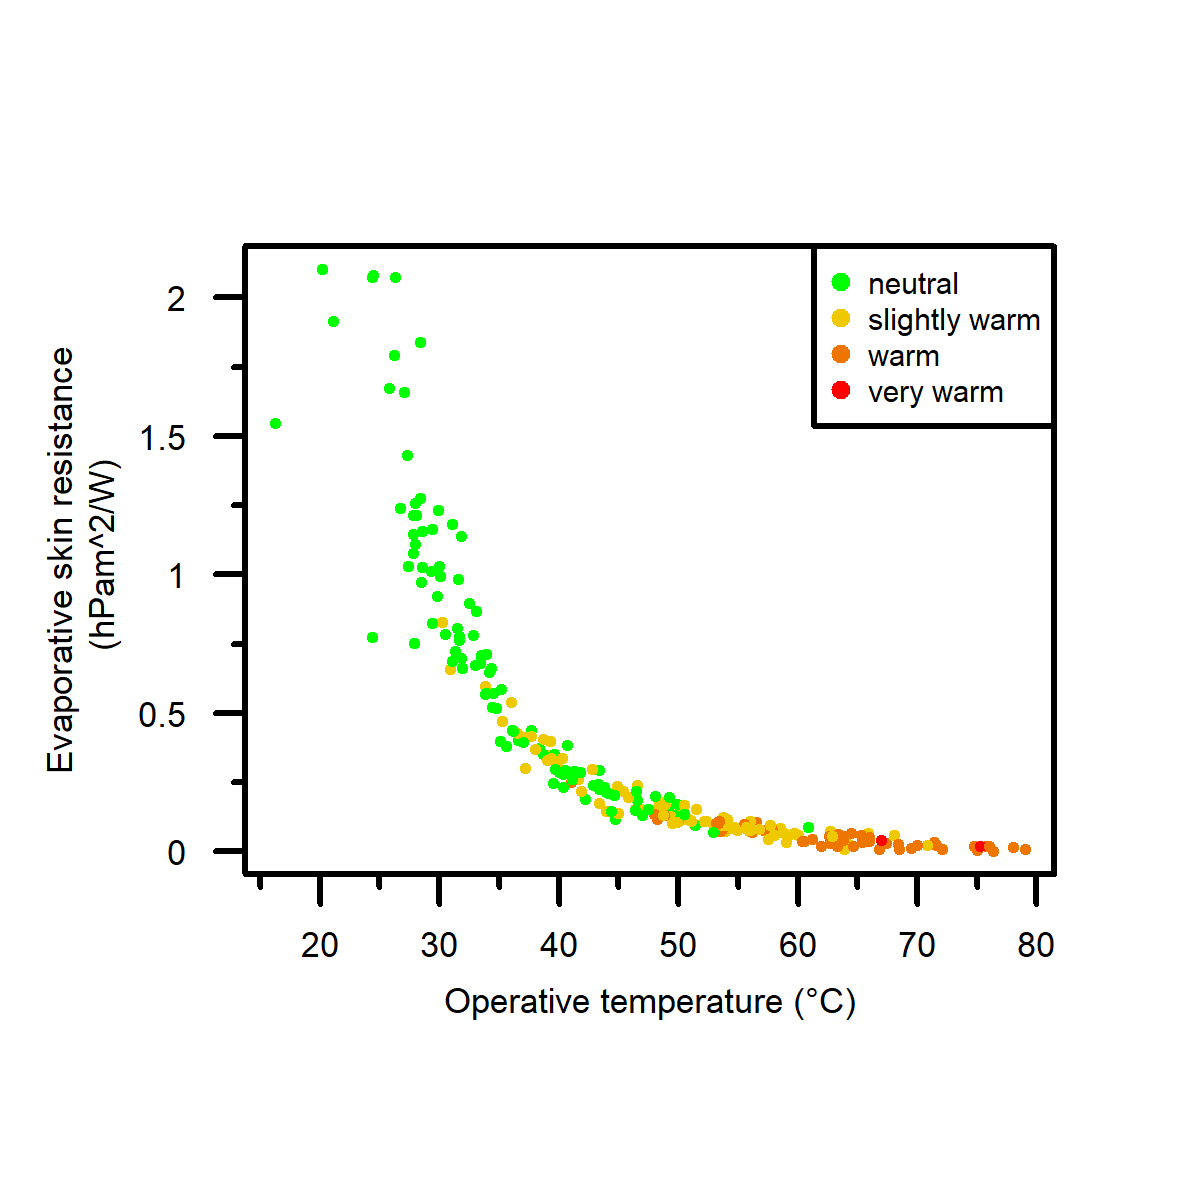 neutral
slightly warm
warm
very warm
2
1.5
1
0.5
0
Evaporative skin resistance
(hPam^2/W)
20 30 40 50 60 70 80
Operative temperature (°C)